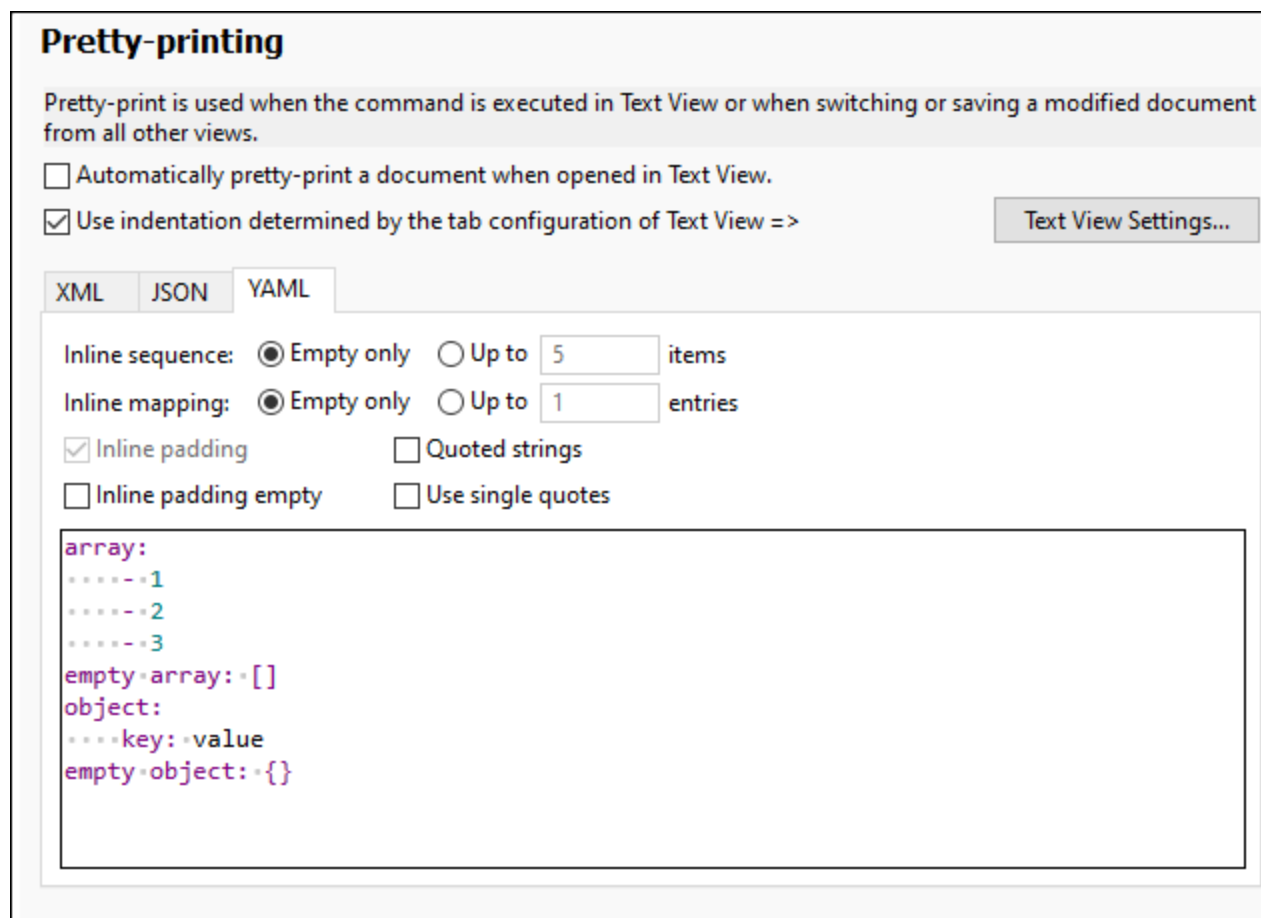 Pretty-printing
Pretty-print is used when the command is executed in Text View or when switching or saving a modified document
from all other views.
Automatically pretty-print a document when opened in Text View.
Use indentation determined by the tab configuration of Text View => Text View Settings...
XML JSON YAML
Inline sequence: Empty only Up to 5 items
Inline mapping: Empty only Up to 1 entries
Inline padding Quoted strings
Inline padding empty Use single quotes
array:
····-·1
····-·2
····-·3
empty·array:·[]
object:
····key:·value
empty·object:·{}